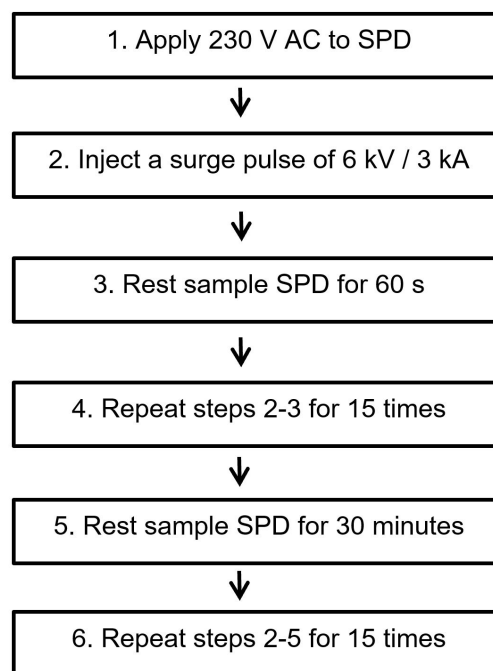 1. Apply 230 V AC to SPD
2. Inject a surge pulse of 6 kV / 3 kA
3. Rest sample SPD for 60 s
4. Repeat steps 2-3 for 15 times
5. Rest sample SPD for 30 minutes
6. Repeat steps 2-5 for 15 times